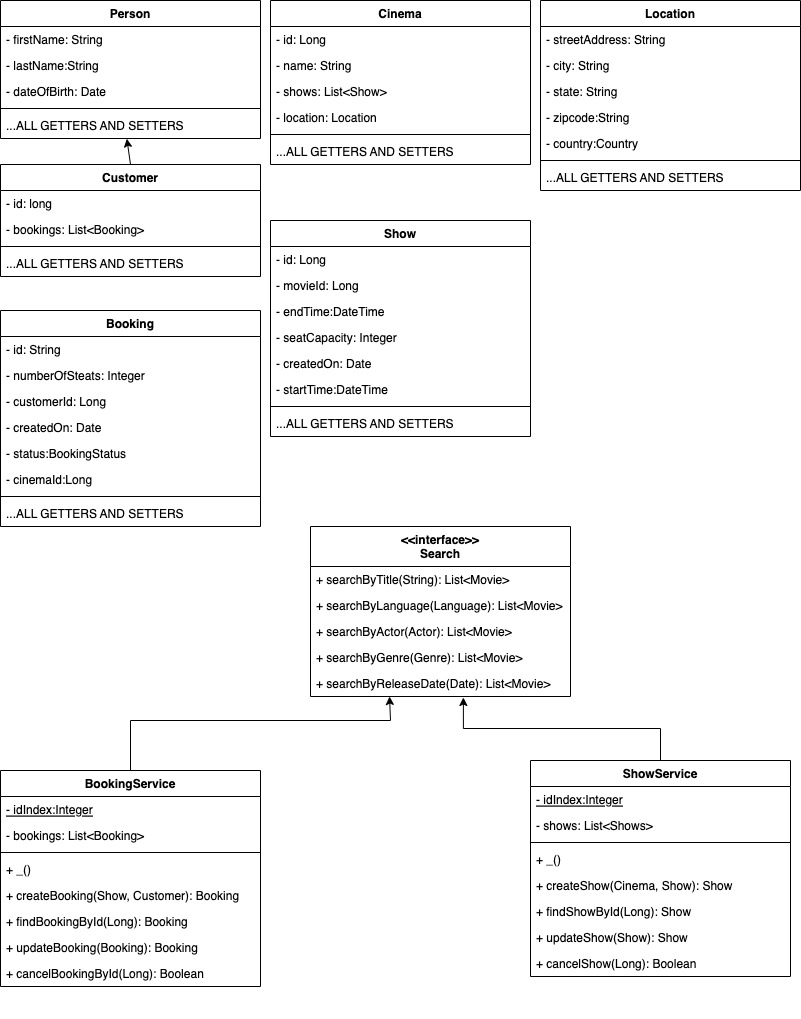 Person
- firstName: String
- lastName:String
- dateOfBirth: Date
...ALL GETTERS AND SETTERS
Cinema
- id: Long
- name: String
- shows: List<Show>
- location: Location
...ALL GETTERS AND SETTERS
Location
- streetAddress: String
- city: String
- state: String
- zipcode:String
- country:Country
...ALL GETTERS AND SETTERS
Customer
- id: long
- bookings: List<Booking>
...ALL GETTERS AND SETTERS
Show
- id: Long
- movieId: Long
- endTime:DateTime
- seatCapacity: Integer
- createdOn: Date
- startTime:DateTime
...ALL GETTERS AND SETTERS
Booking
- id: String
- numberOfSteats: Integer
- customerId: Long
- createdOn: Date
- status:BookingStatus
- cinemaId:Long
...ALL GETTERS AND SETTERS
<<interface>>
Search
+ searchByTitle(String): List<Movie>
+ searchByLanguage(Language): List<Movie>
+ searchByActor(Actor): List<Movie>
+ searchByGenre(Genre): List<Movie>
+ searchByReleaseDate(Date): List<Movie>
BookingService
- idIndex:Integer
- bookings: List<Booking>
+ _()
+ createBooking(Show, Customer): Booking
+ findBookingById(Long): Booking
+ updateBooking(Booking): Booking
+ cancelBookingById(Long): Boolean
ShowService
- idIndex:Integer
- shows: List<Shows>
+ _()
+ createShow(Cinema, Show): Show
+ findShowById(Long): Show
+ updateShow(Show): Show
+ cancelShow(Long): Boolean